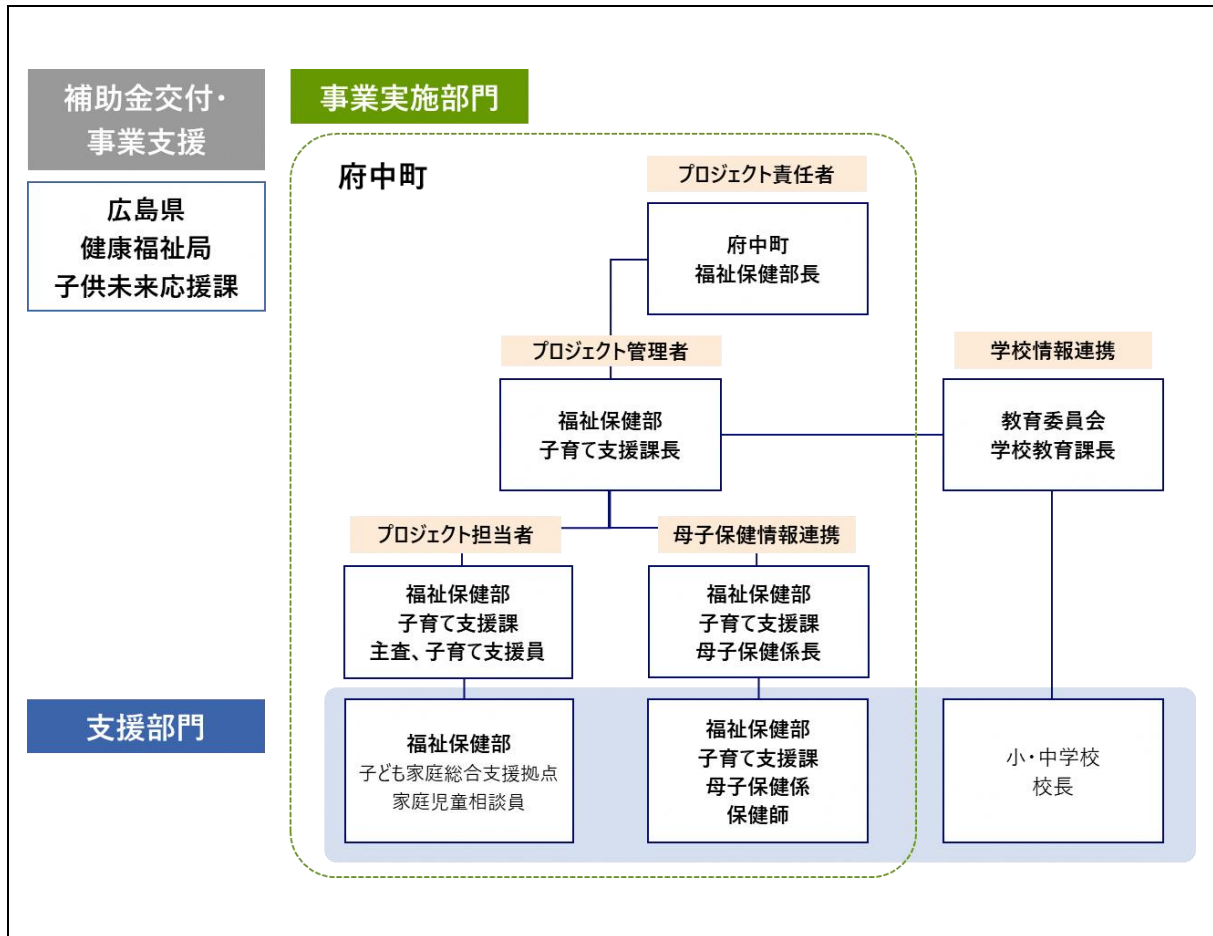 補助金交付・
事業支援
広島県
健康福祉局
子供未来応援課
事業実施部門
府中町
プロジェクト責任者
府中町
福祉保健部長
プロジェクト管理者
福祉保健部
子育て支援課長
学校情報連携
教育委員会
学校教育課長
プロジェクト担当者
福祉保健部
子育て支援課
主査、子育て支援員
母子保健情報連携
福祉保健部
子育て支援課
母子保健係長
支援部門
福祉保健部
子ども家庭総合支援拠点
家庭児童相談員
福祉保健部
子育て支援課
母子保健係
保健師
小・中学校
校長